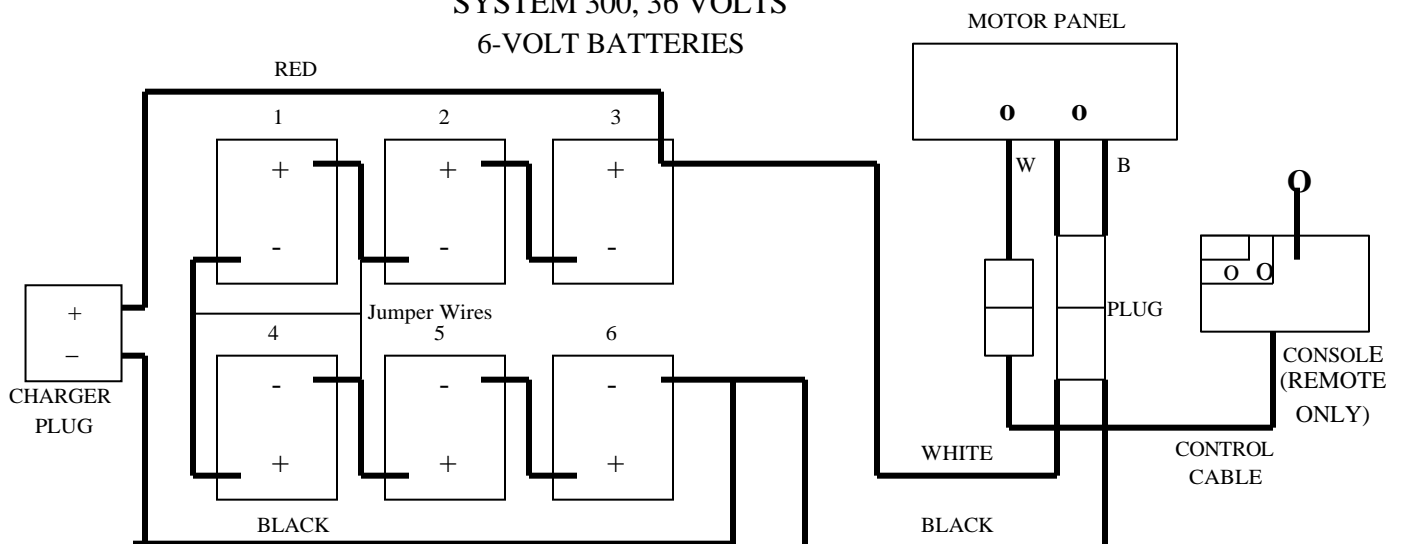 SYSTEM 300, 36 VOLTS
6-VOLT BATTERIES
MOTOR PANEL
RED
1
2
3
O
O
+
+
+
W
B
O
-
-
-
O O
+
–
Jumper Wires
PLUG
4
5
6
CHARGER
PLUG
-
-
-
CONSOLE
(REMOTE
ONLY)
+
+
+
WHITE
CONTROL
CABLE
BLACK
BLACK